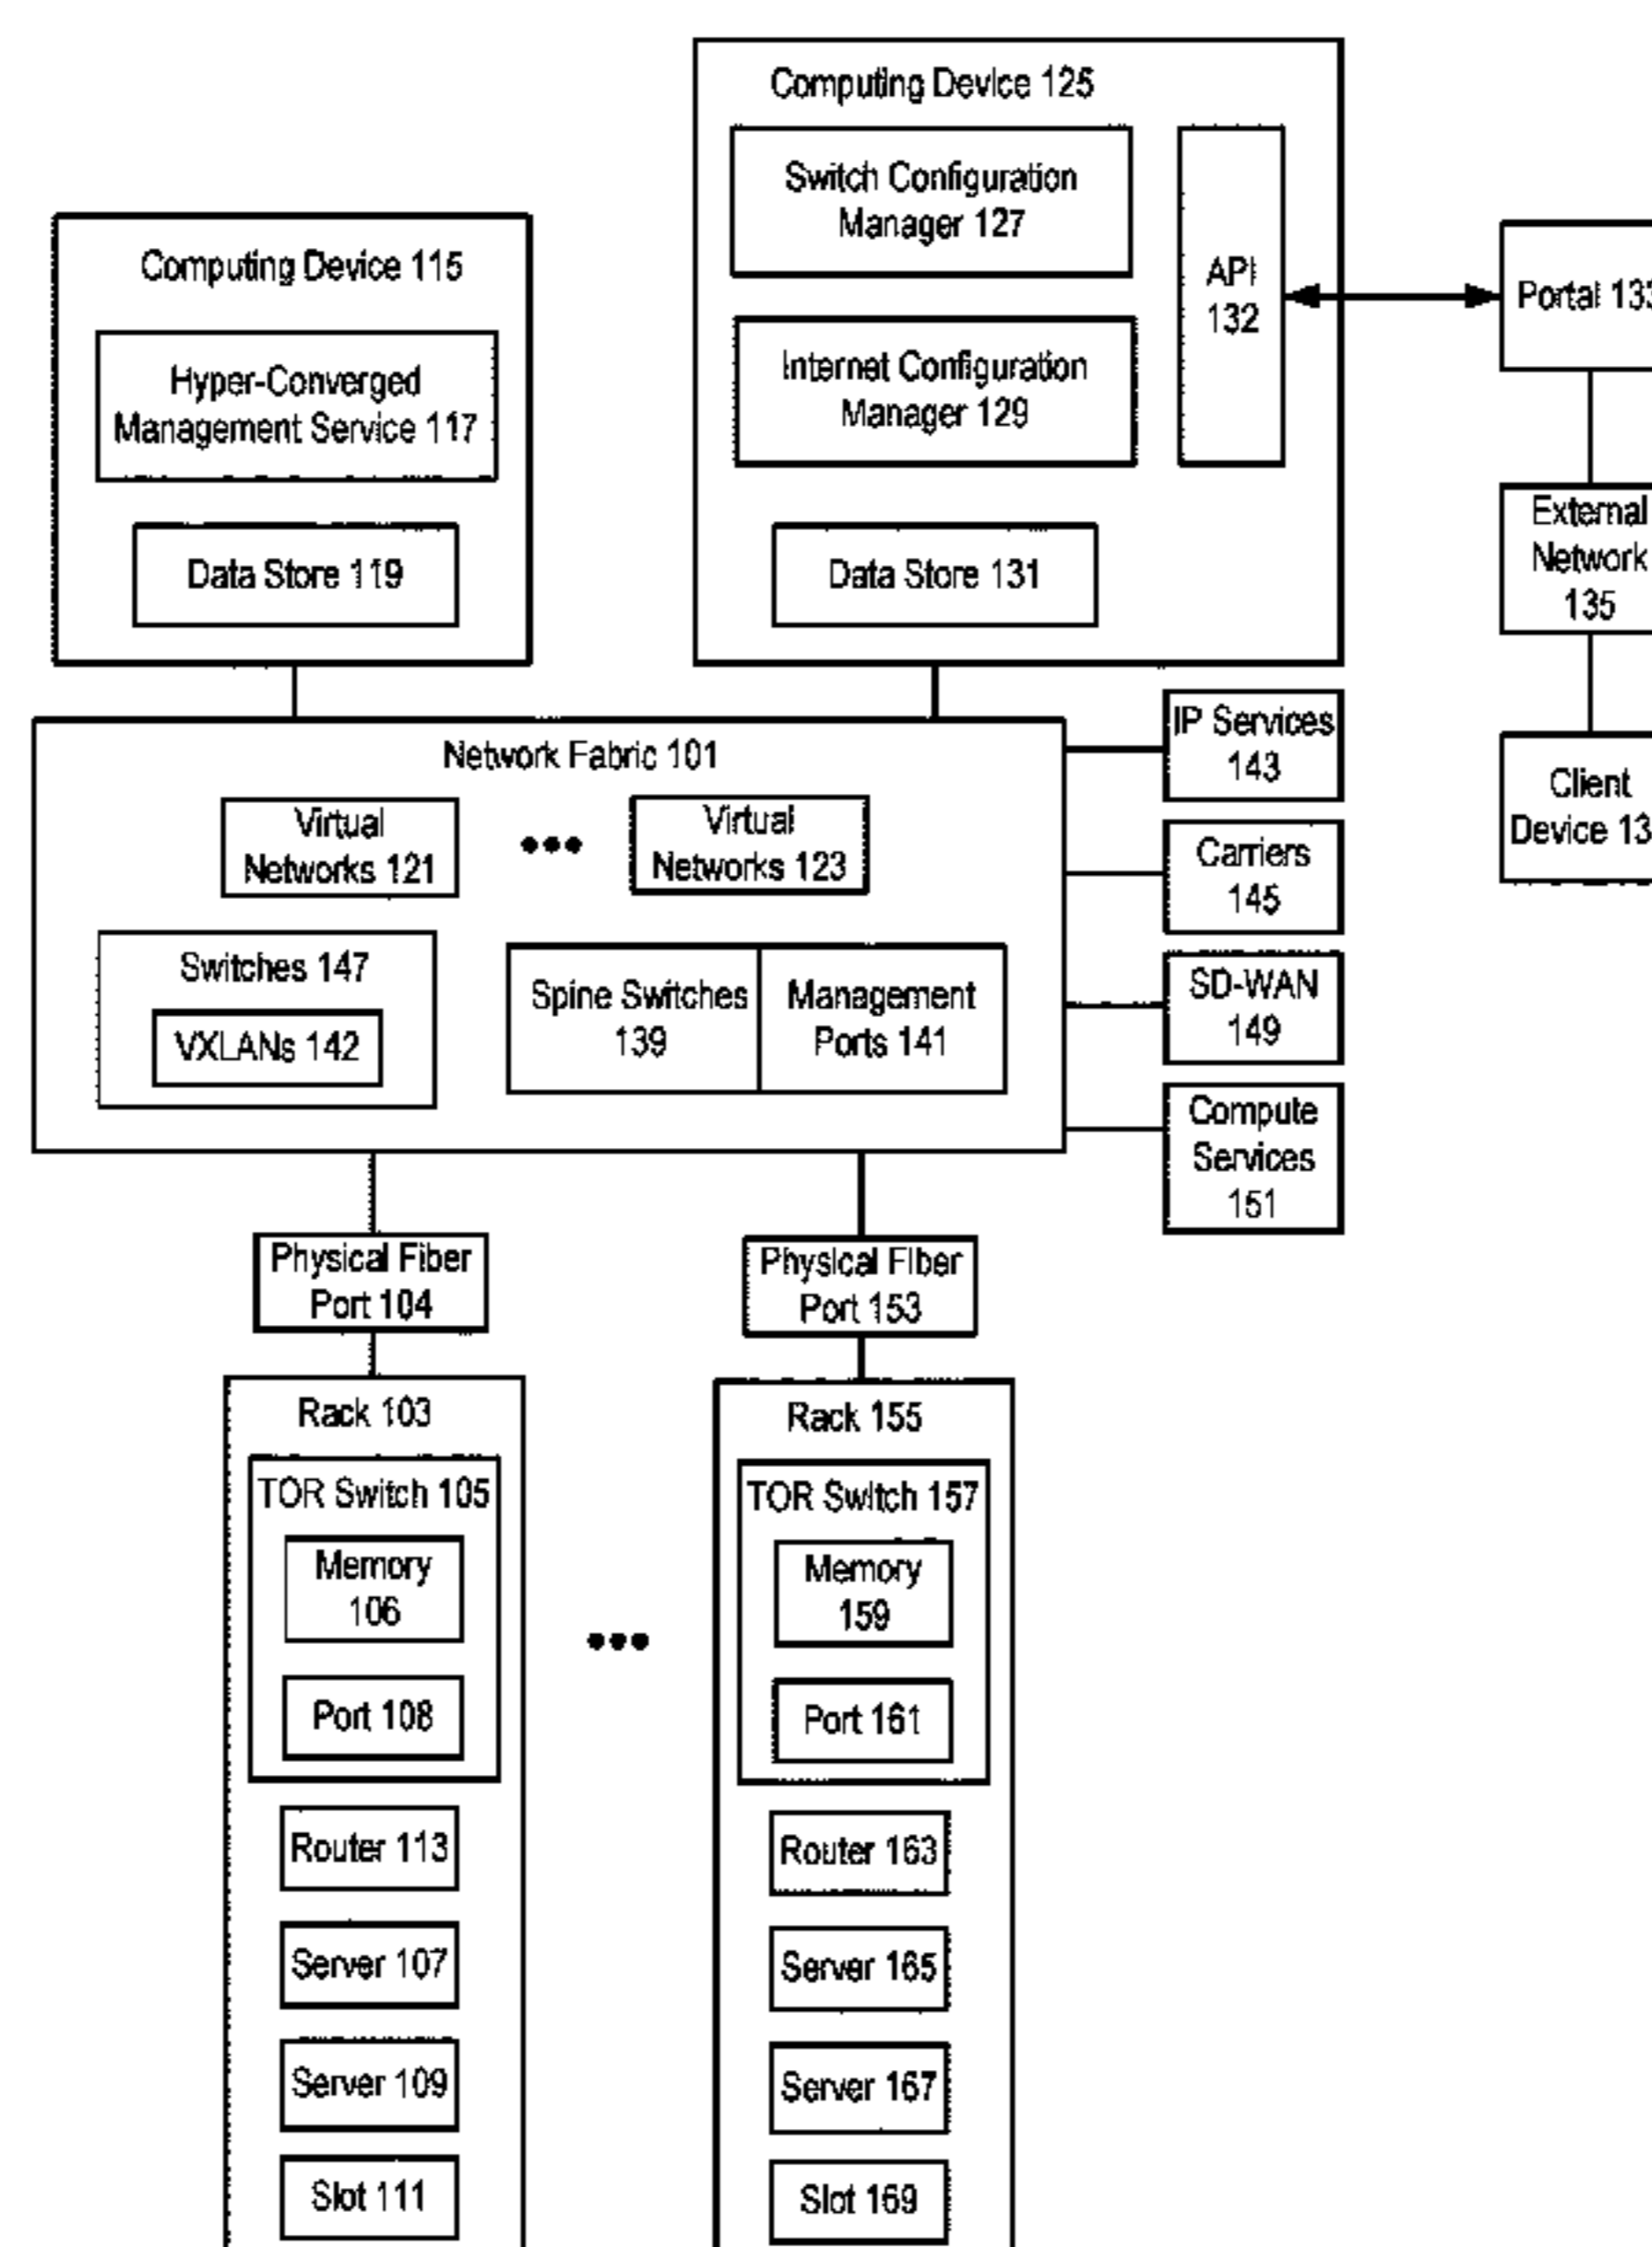 Computing Device 125
Switch Configuration
Manager 127
API
132
Internet Configuration
Manager 129
Data Store 131
Computing Device 115
Hyper-Converged
Management Service 117
Data Store 119
Portal 133
External
Network
135
Client
Device 13
Network Fabric 101
Virtual
Networks 121
•••
Virtual
Networks 123
Switches 147
VXLANs 142
Spine Switches
139
Management
Ports 141
IP Services
143
Carriers
145
SD-WAN
149
Compute
Services
151
Physical Fiber
Port 104
Physical Fiber
Port 153
Rack 103
TOR Switch 105
Memory
106
Port 108
Router 113
Server 107
Server 109
Slot 111
•••
Rack 155
TOR Switch 157
Memory
159
Port 161
Router 163
Server 165
Server 167
Slot 169